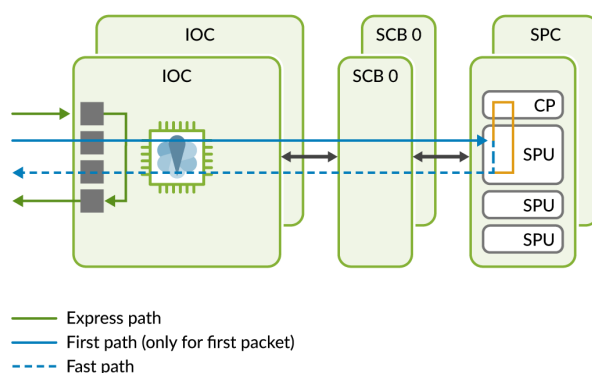 IOC
SCB 0
SPC
IOC
SCB 0
CP
SPU
SPU
SPU
Express path
First path (only for first packet)
Fast path